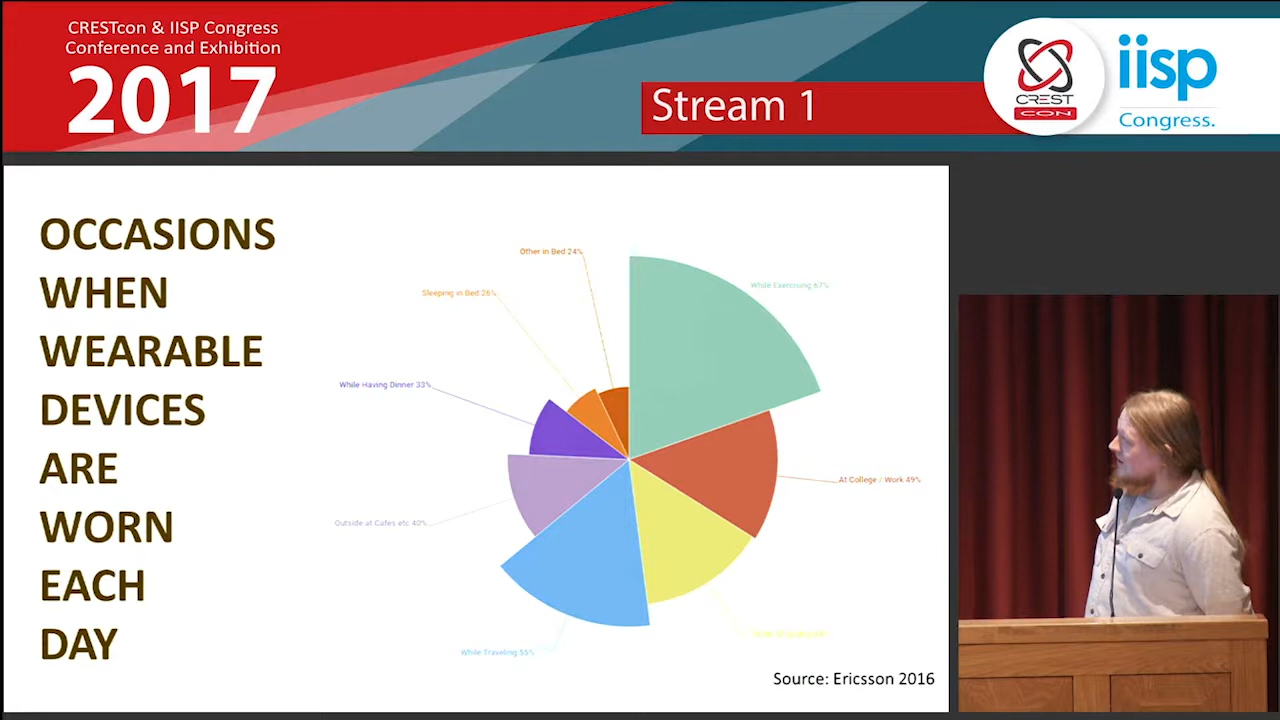 CRESTcon & IISP Congress
Conference and Exhibition
2017
Stream 1
CREST
CON
iisp
Congress.
OCCASIONS
WHEN
WEARABLE
DEVICES
ARE
WORN
EACH
DAY
Other in Bed 24%
Sleeping in Bed 26%
While Exercising 67%
While Having Dinner 33%
At College / Work 49%
Outside at Cafes etc 40%
While Traveling 55%
Source: Ericsson 2016